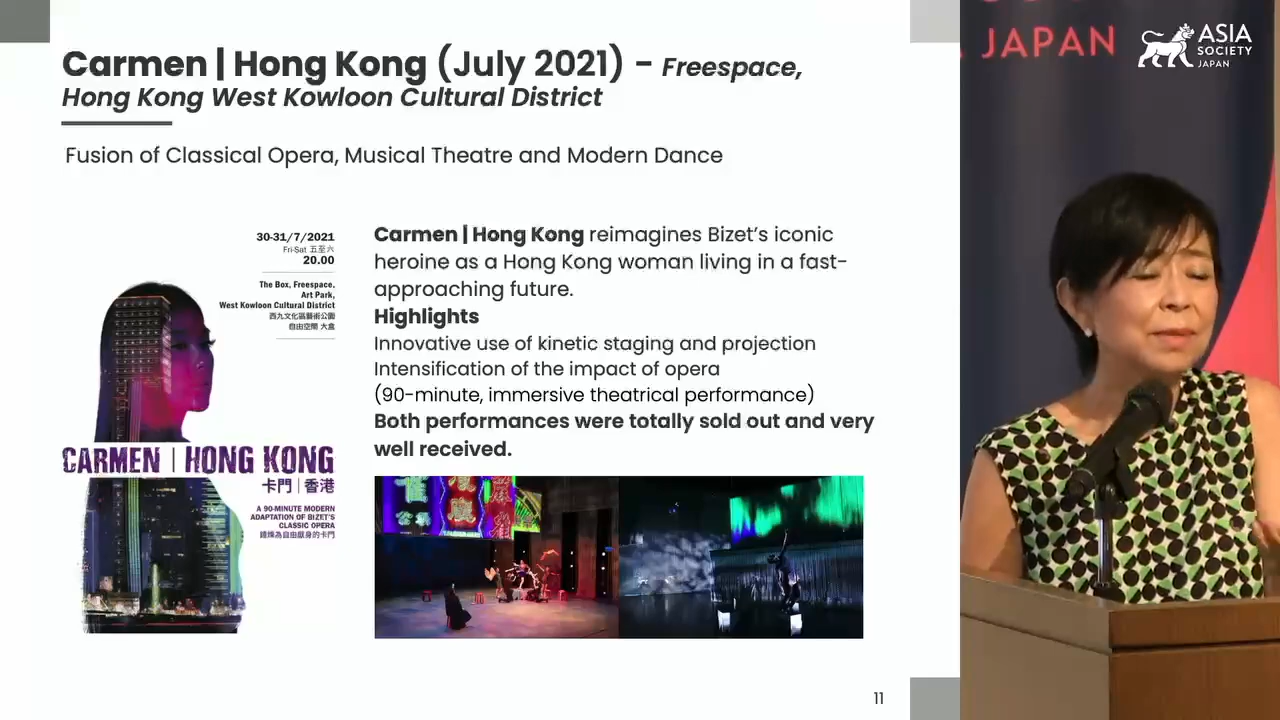 Carmen | Hong Kong (July 2021) – Freespace,
Hong Kong West Kowloon Cultural District
Fusion of Classical Opera, Musical Theatre and Modern Dance
30-31/7/2021
Fri-Sat 五至六
20.00
The Box, Freespace,
Art Park,
West Kowloon Cultural District
西九文化區藝術公園
自由空間 大盒
CARMEN | HONG KONG
卡門 | 香港
A 90-MINUTE MODERN
ADAPTATION OF BIZET'S
CLASSIC OPERA
Carmen | Hong Kong reimagines Bizet's iconic
heroine as a Hong Kong woman living in a fast-
approaching future.
Highlights
Innovative use of kinetic staging and projection
Intensification of the impact of opera
(90-minute, immersive theatrical performance)
Both performances were totally sold out and very
well received.
11
JAPAN
ASIA
SOCIETY
JAPAN